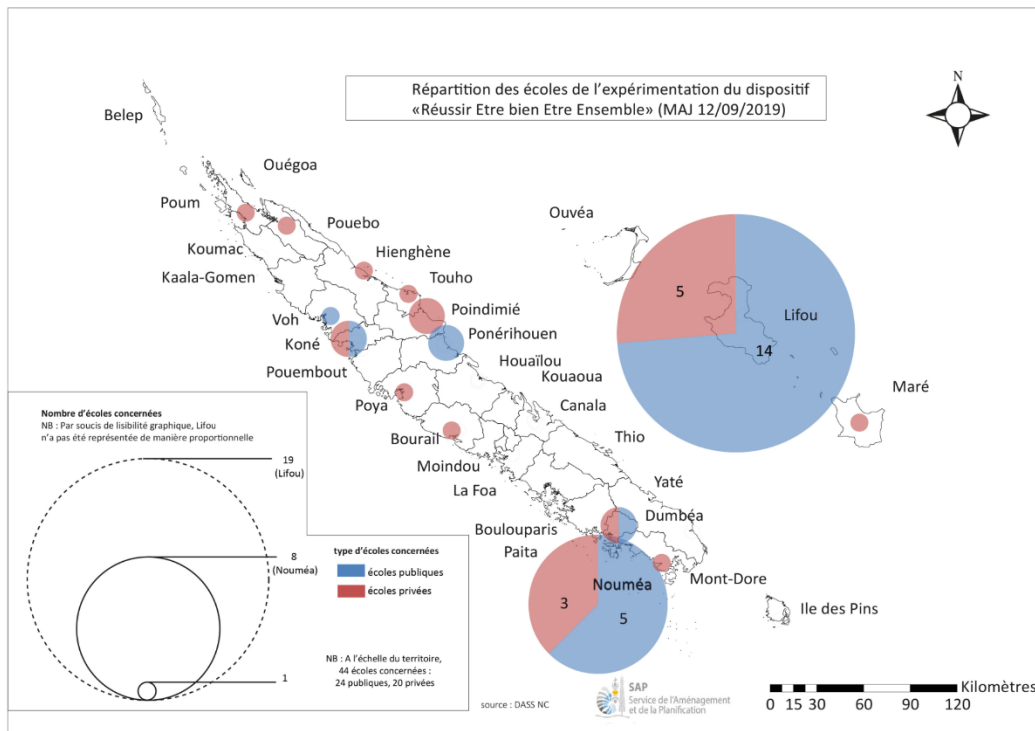 Répartition des écoles de l'expérimentation du dispositif
«Réussir Etre bien Etre Ensemble» (MAJ 12/09/2019)
N
Belep
Ouégoa
Poum
Pouebo
Koumac
Hienghène
Kaala-Gomen
Touho
Poindimié
Voh
Ponérihouen
Koné
Houaïlou
Pouembout
Kouaoua
Poya
Canala
Bourail
Thio
Moindou
La Foa
Yaté
Boulouparis
Dumbéa
Paita
Mont-Dore
Nouméa
3
5
Ile des Pins
Ouvéa
5
Lifou
14
Maré
Nombre d'écoles concernées
NB : Par soucis de lisibilité graphique, Lifou
n'a pas été représentée de manière proportionnelle
19
(Lifou)
8
(Nouméa)
1
type d'écoles concernées
écoles publiques
écoles privées
NB : A l'échelle du territoire,
44 écoles concernées :
24 publiques, 20 privées
source : DASS NC
SAP
Service de l'Aménagement
et de la Planification
Kilomètres
0 15 30 60 90 120